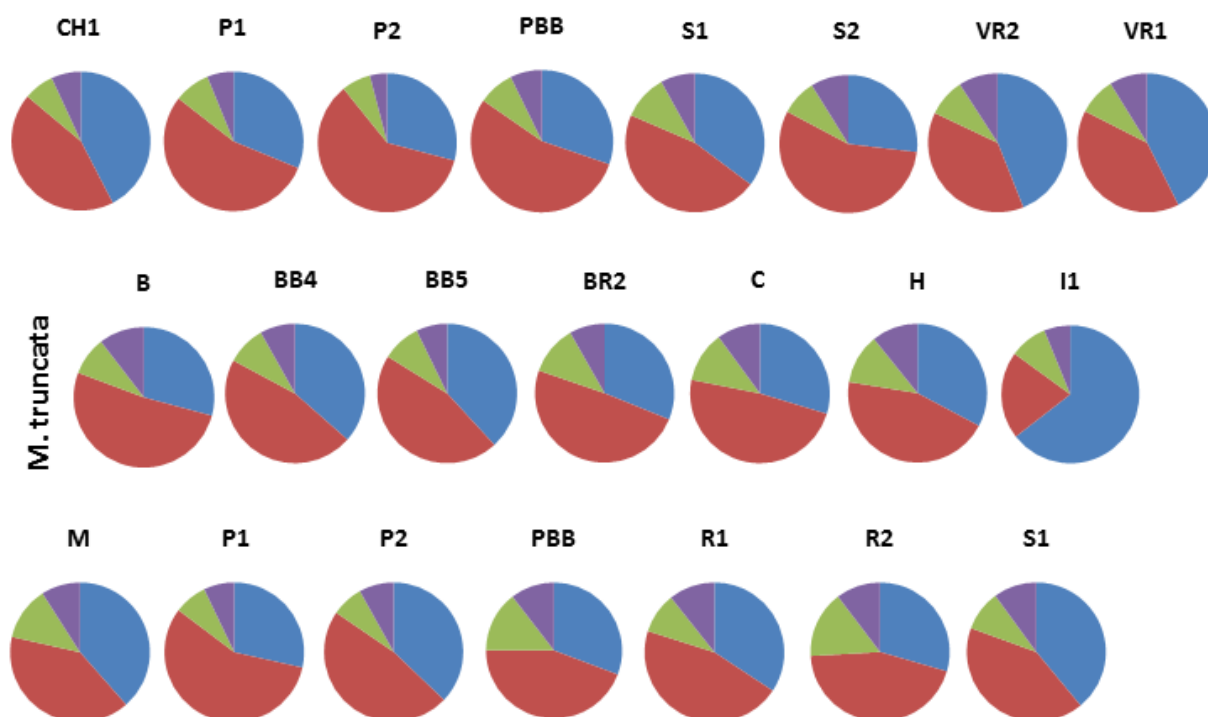 CH1 P1 P2 PBB S1 S2 VR2 VR1
B BB4 BB5 BR2 C H I1
M. truncata
M P1 P2 PBB R1 R2 S1